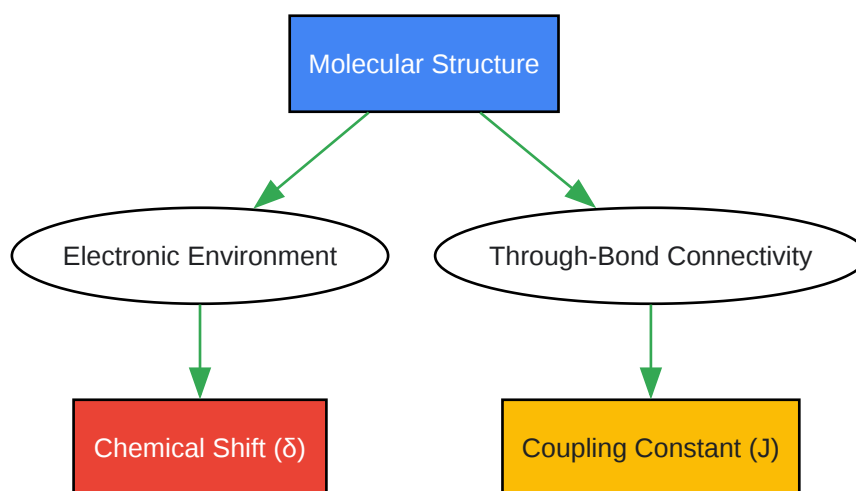 Molecular Structure
Electronic Environment
Through-Bond Connectivity
Chemical Shift (δ)
Coupling Constant (J)